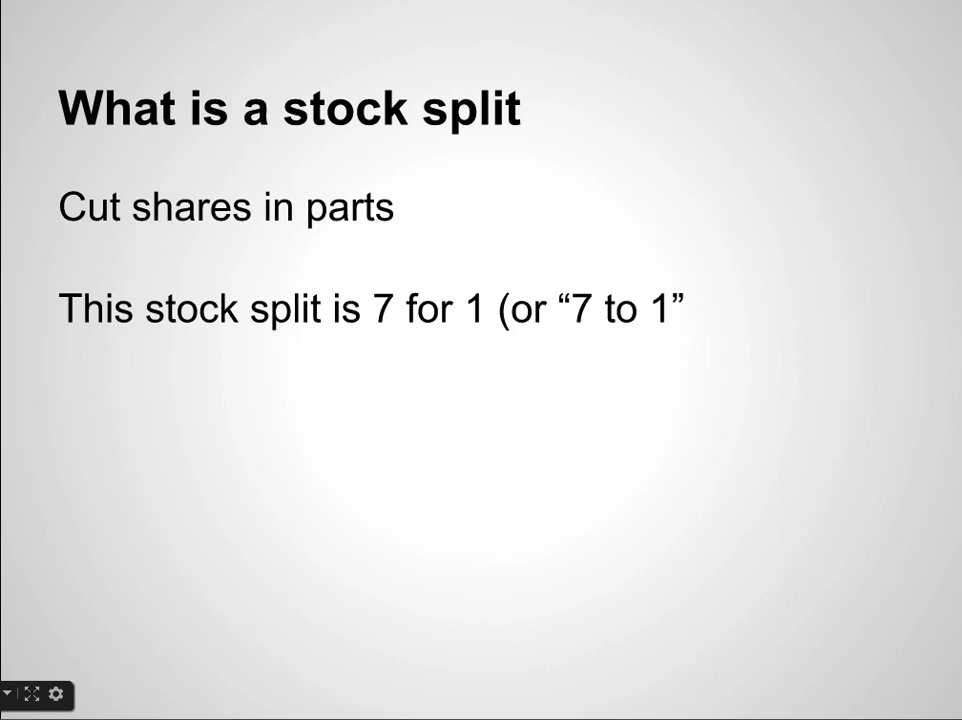 What is a stock split
Cut shares in parts
This stock split is 7 for 1 (or “7 to 1”